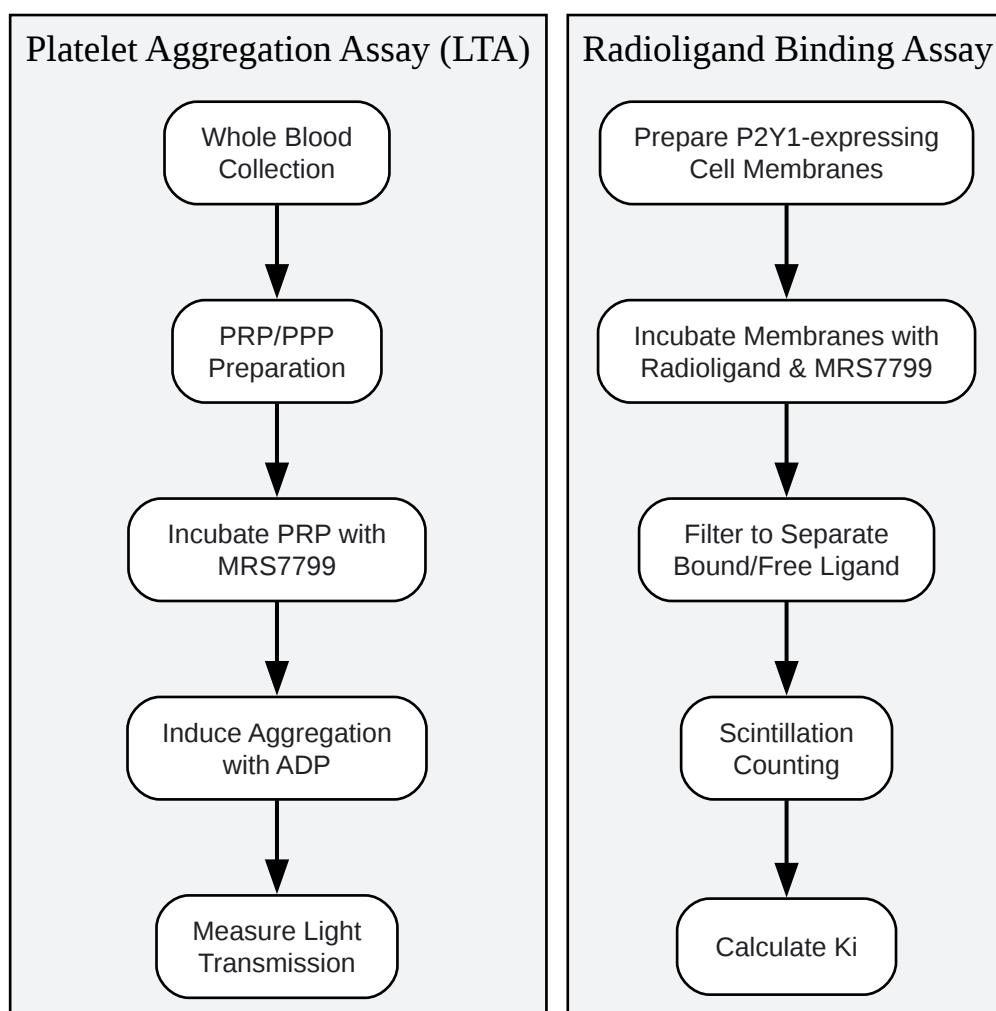 Platelet Aggregation Assay (LTA)
Whole Blood
Collection
PRP/PPP
Preparation
Incubate PRP with
MRS7799
Induce Aggregation
with ADP
Measure Light
Transmission
Radioligand Binding Assay
Prepare P2Y1-expressing
Cell Membranes
Incubate Membranes with
Radioligand & MRS7799
Filter to Separate
Bound/Free Ligand
Scintillation
Counting
Calculate Ki